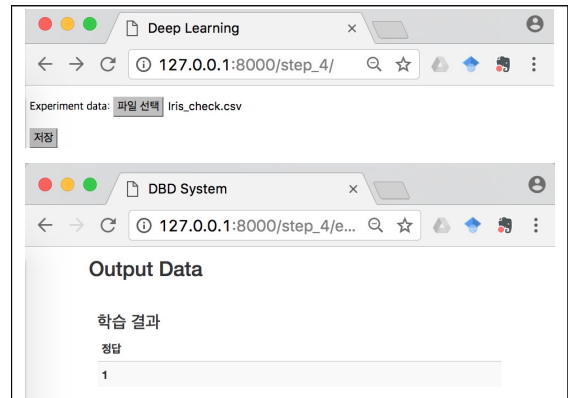 Deep Learning
127.0.0.1:8000/step_4/
Experiment data: 파일 선택 Iris_check.csv
저장
DBD System
127.0.0.1:8000/step_4/e...
Output Data
학습 결과
정답
1